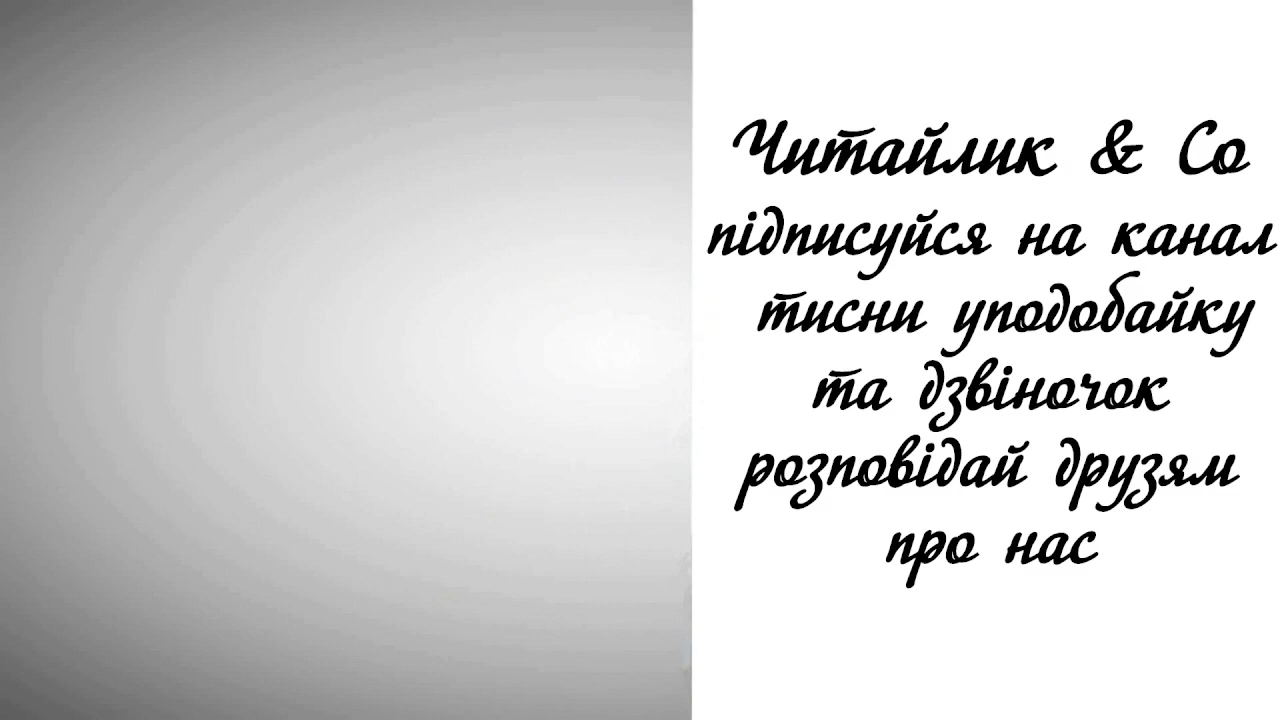 Читайлик & Co
підписуйся на канал
тисни уподобайку
та дзвіночок
розповідай друзям
про нас